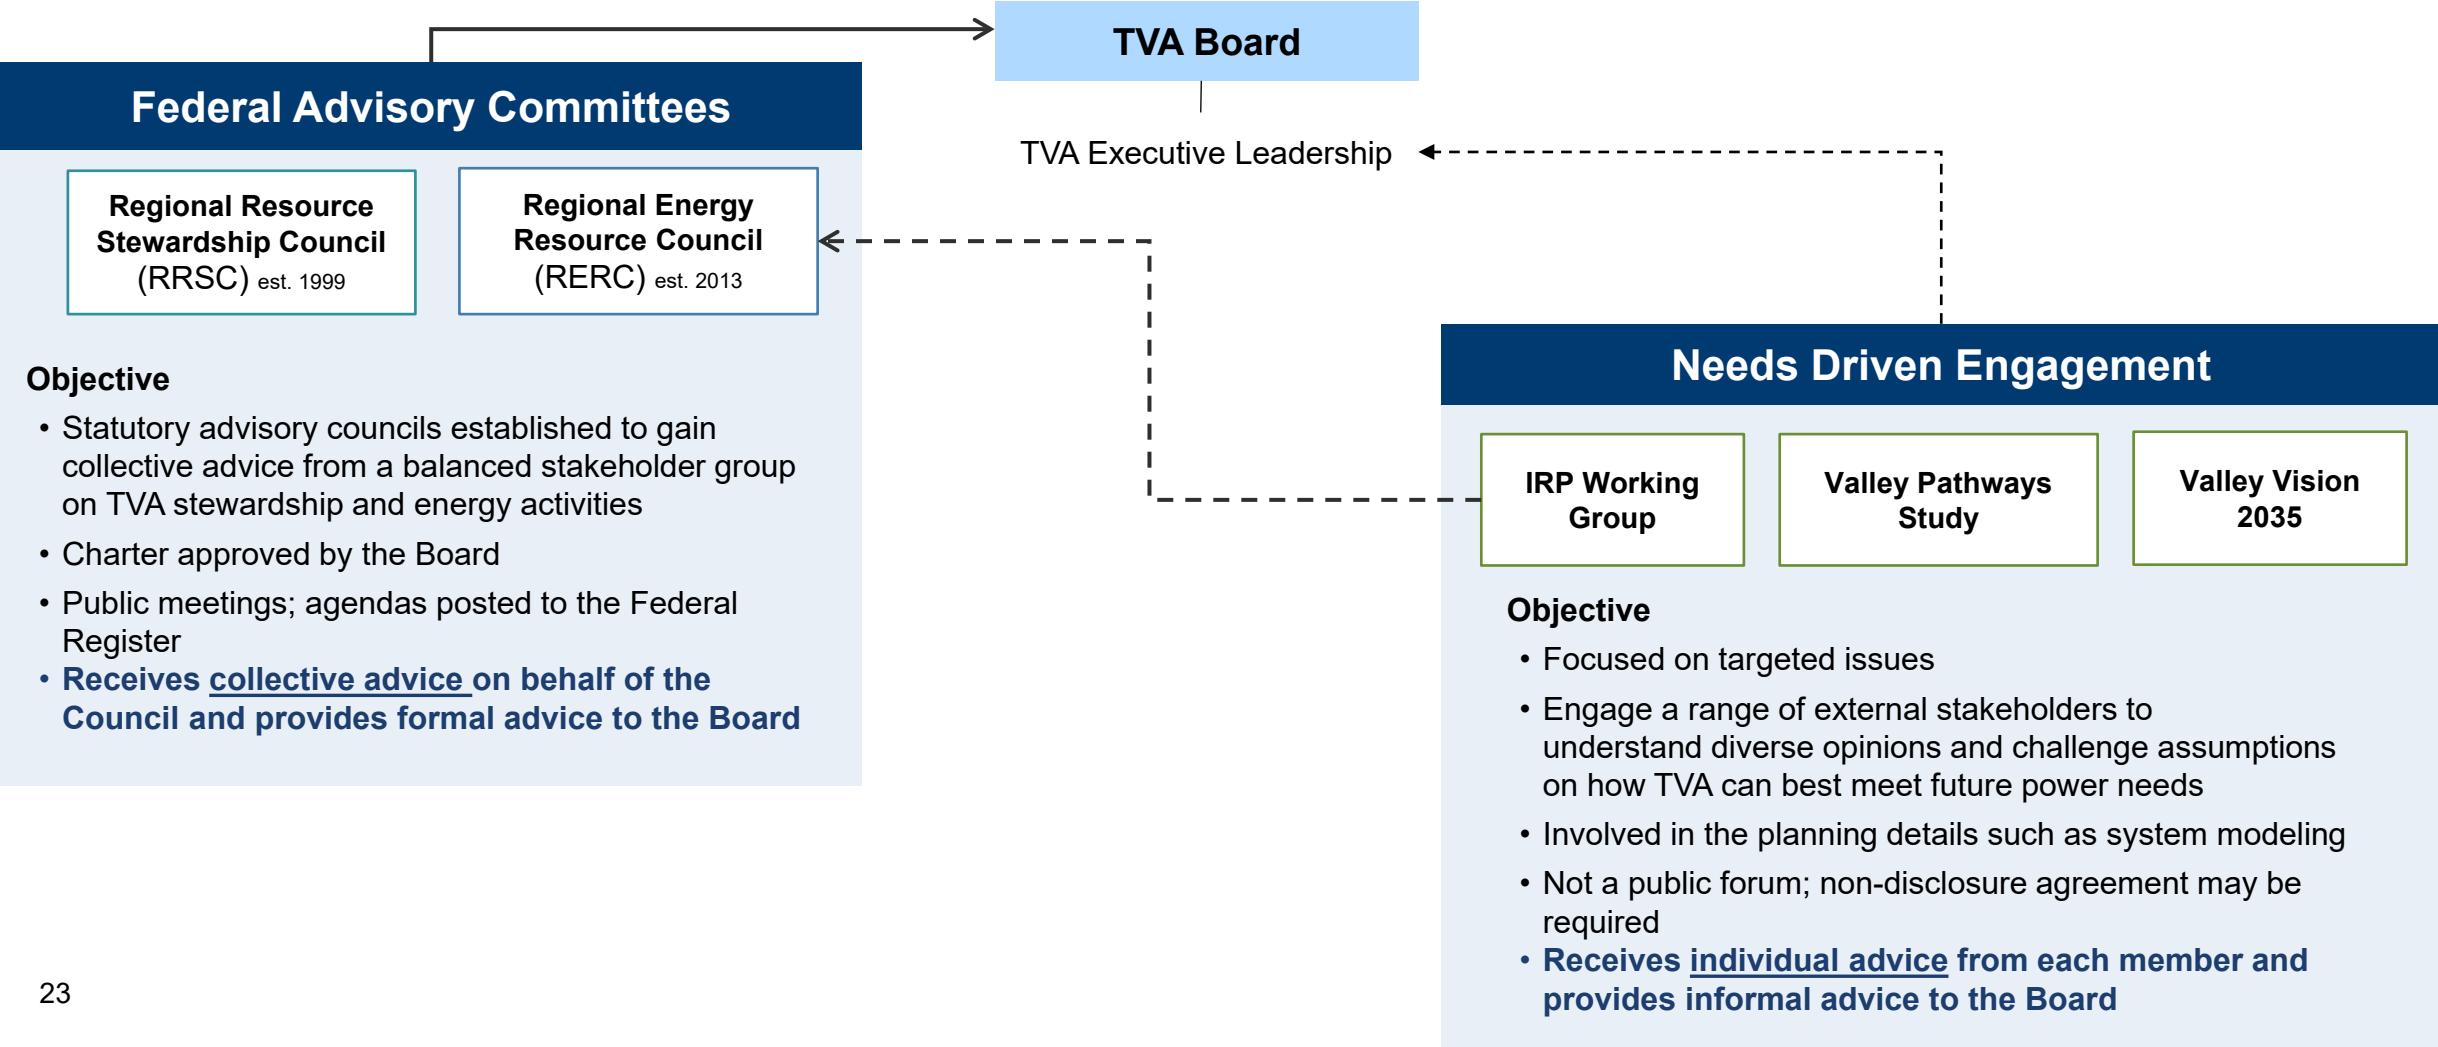 TVA Board
TVA Executive Leadership
Federal Advisory Committees
Regional Resource
Stewardship Council
(RRSC) est. 1999
Regional Energy
Resource Council
(RERC) est. 2013
Objective
• Statutory advisory councils established to gain
collective advice from a balanced stakeholder group
on TVA stewardship and energy activities
• Charter approved by the Board
• Public meetings; agendas posted to the Federal
Register
• Receives collective advice on behalf of the
Council and provides formal advice to the Board
Needs Driven Engagement
IRP Working
Group
Valley Pathways
Study
Valley Vision
2035
Objective
• Focused on targeted issues
• Engage a range of external stakeholders to
understand diverse opinions and challenge assumptions
on how TVA can best meet future power needs
• Involved in the planning details such as system modeling
• Not a public forum; non-disclosure agreement may be
required
• Receives individual advice from each member and
provides informal advice to the Board
23